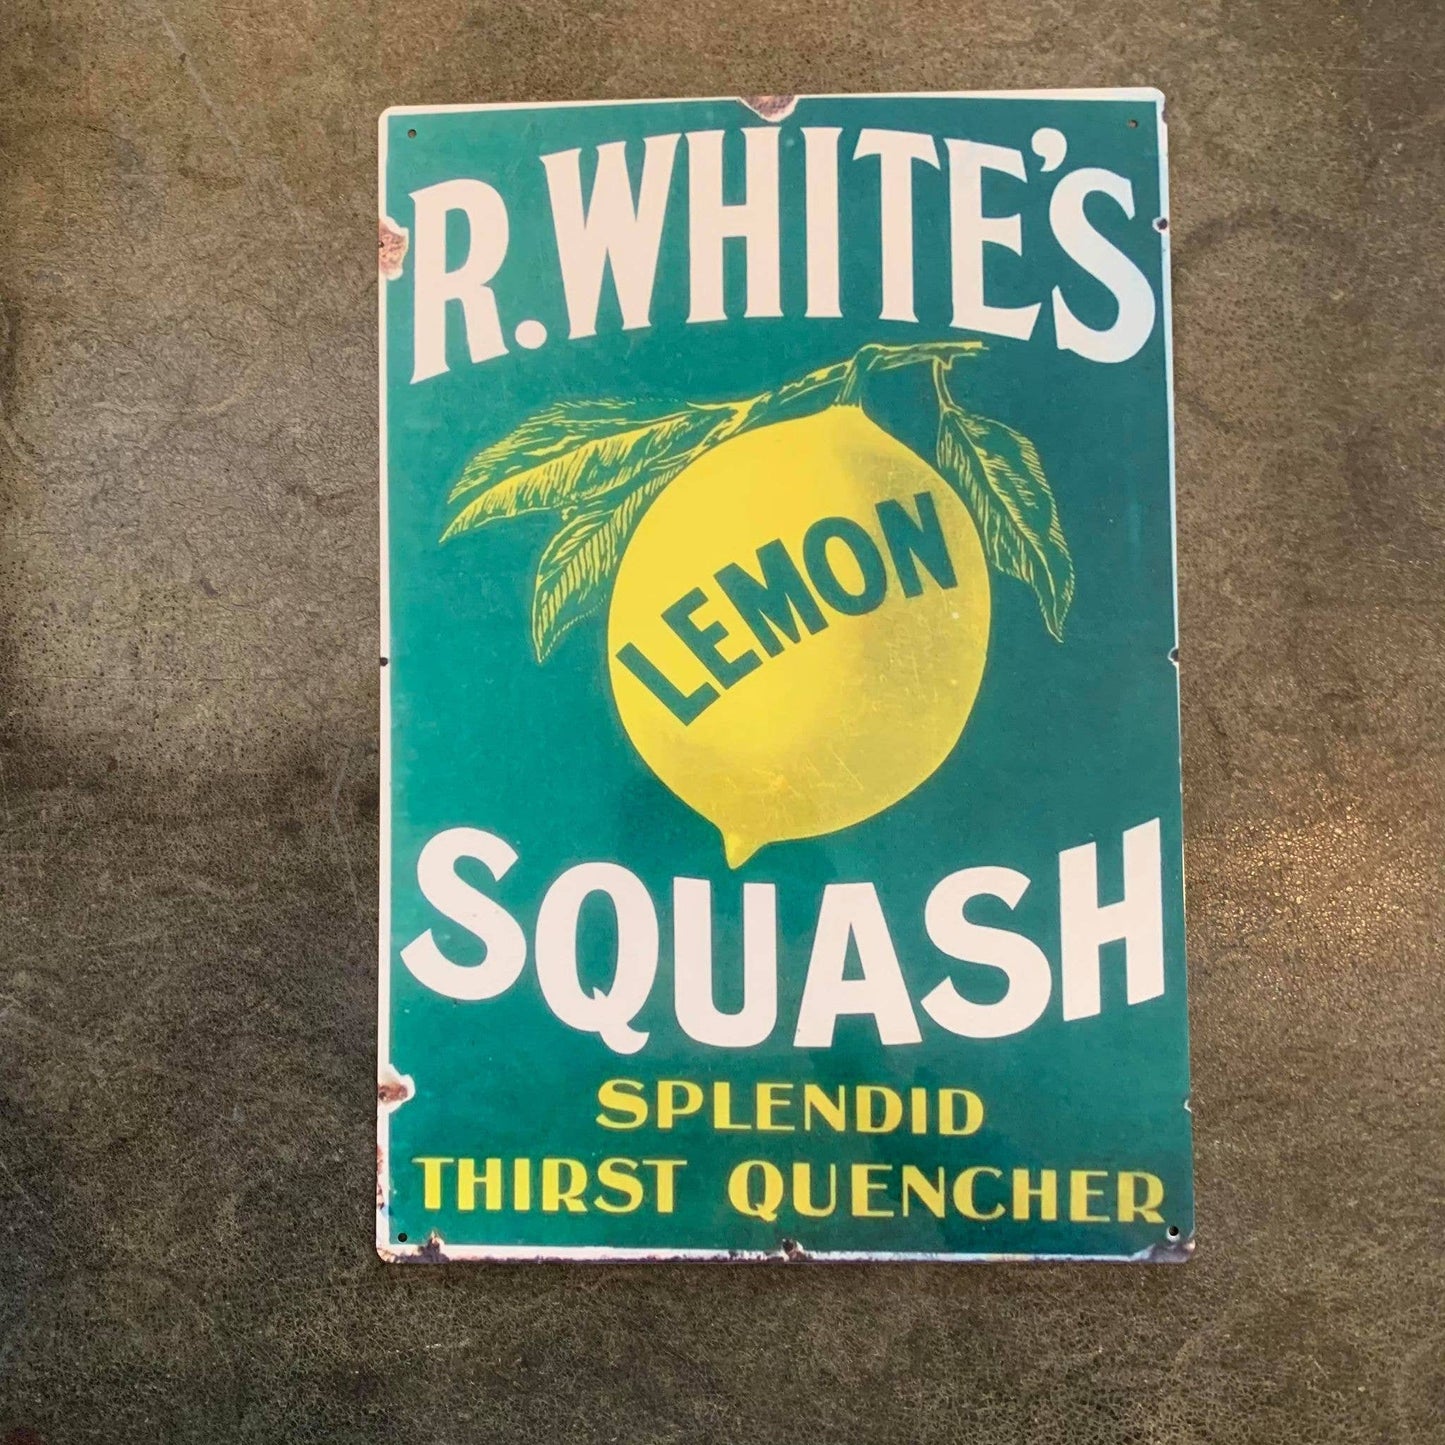 R. WHITE'S
LEMON
SQUASH
SPLENDID
THIRST QUENCHER